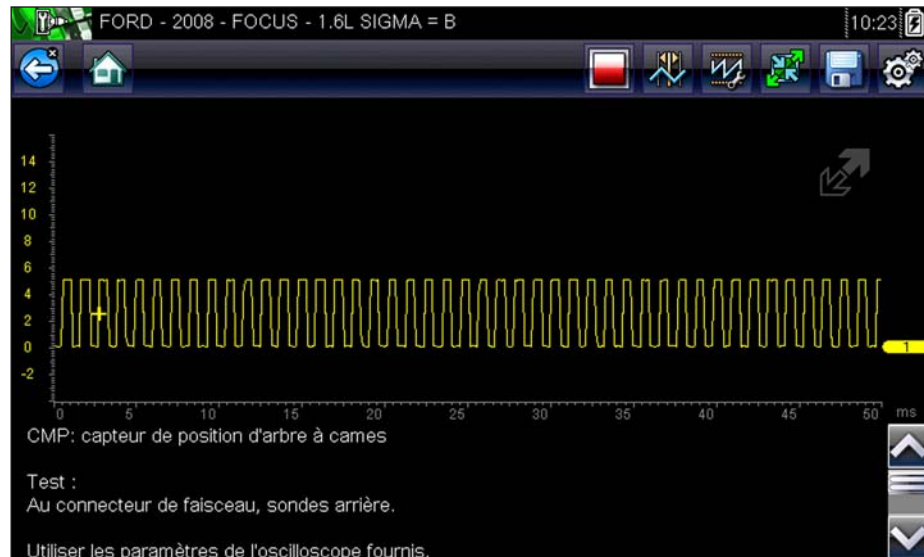 FORD - 2008 - FOCUS - 1.6L SIGMA = B
10:23
14
12
10
8
6
4
2
0
-2
1
0 5 10 15 20 25 30 35 40 45 50 ms
CMP: capteur de position d'arbre à cames
Test :
Au connecteur de faisceau, sondes arrière.
Utiliser les paramètres de l'oscilloscope fournis.